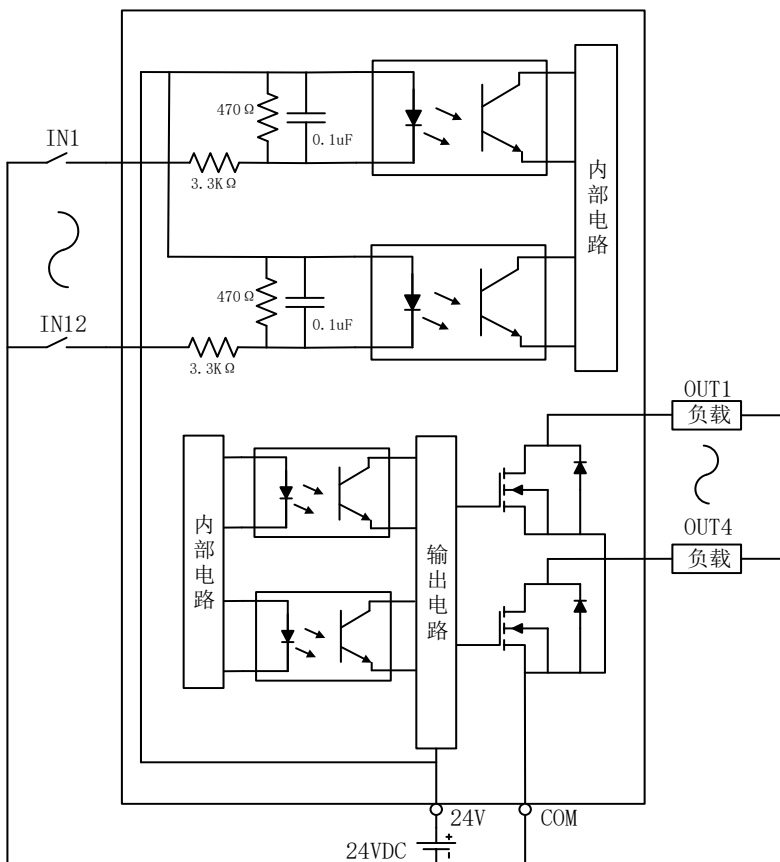 470Ω
0.1uF
IN1
3.3KΩ
内部电路
470Ω
0.1uF
IN12
3.3KΩ
OUT1
负载
内部电路
输出电路
OUT4
负载
24V
COM
24VDC
+
-